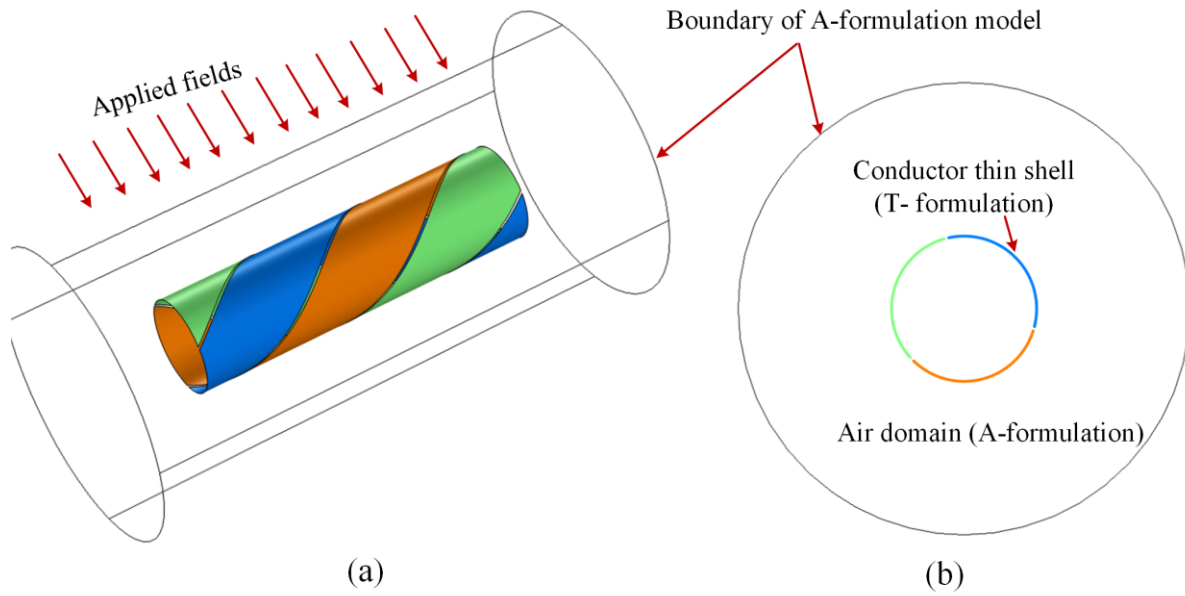 Boundary of A-formulation model
Applied fields
Conductor thin shell
(T- formulation)
Air domain (A-formulation)
(a)
(b)